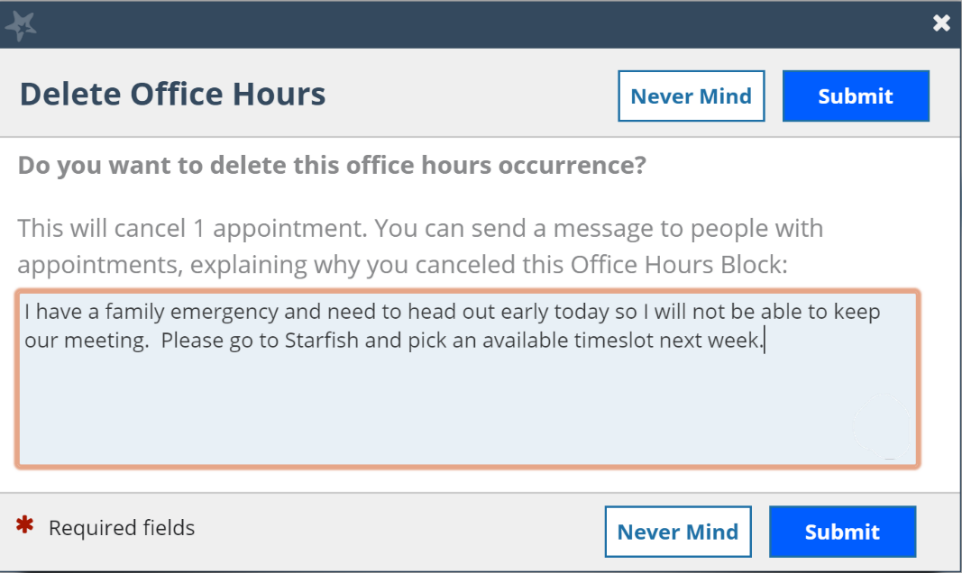 Delete Office Hours
Never Mind
Submit
Do you want to delete this office hours occurrence?
This will cancel 1 appointment. You can send a message to people with
appointments, explaining why you canceled this Office Hours Block:
I have a family emergency and need to head out early today so I will not be able to keep
our meeting.  Please go to Starfish and pick an available timeslot next week.
* Required fields
Never Mind
Submit